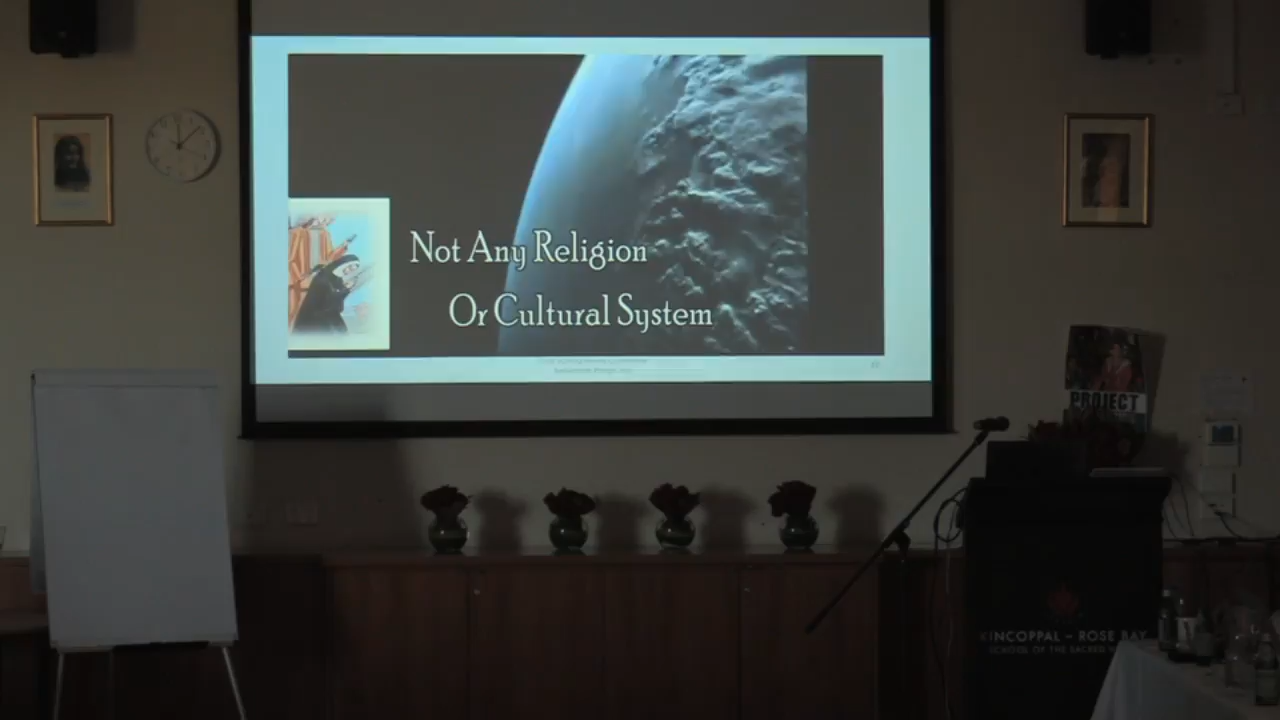 Not Any Religion
Or Cultural System
PROJECT
KINCOPPAL – ROSE BAY
SCHOOL OF THE SACRED